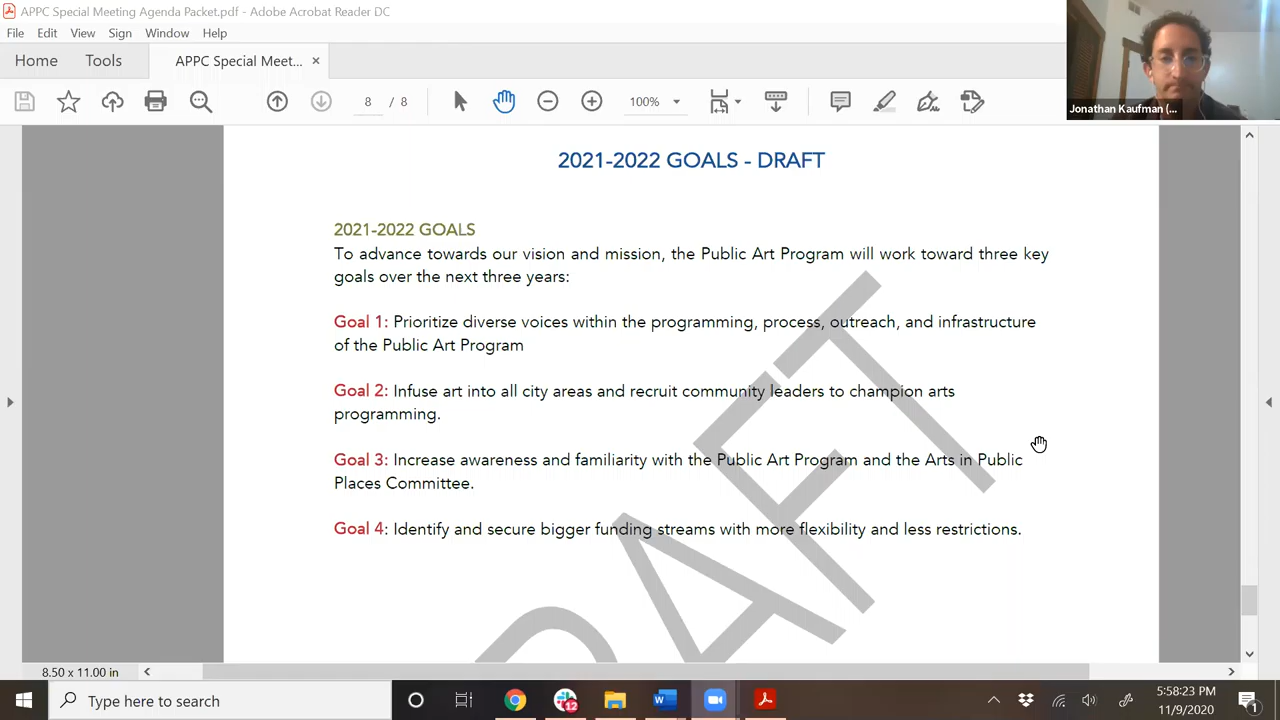 APPC Special Meeting Agenda Packet.pdf - Adobe Acrobat Reader DC
File Edit View Sign Window Help
Home Tools APPC Special Meet... ×
8 / 8 100%
Jonathan Kaufman (...
2021-2022 GOALS - DRAFT
2021-2022 GOALS
To advance towards our vision and mission, the Public Art Program will work toward three key
goals over the next three years:
Goal 1: Prioritize diverse voices within the programming, process, outreach, and infrastructure
of the Public Art Program
Goal 2: Infuse art into all city areas and recruit community leaders to champion arts
programming.
Goal 3: Increase awareness and familiarity with the Public Art Program and the Arts in Public
Places Committee.
Goal 4: Identify and secure bigger funding streams with more flexibility and less restrictions.
DRAFT
8.50 x 11.00 in
Type here to search
12
5:58:23 PM
11/9/2020
1